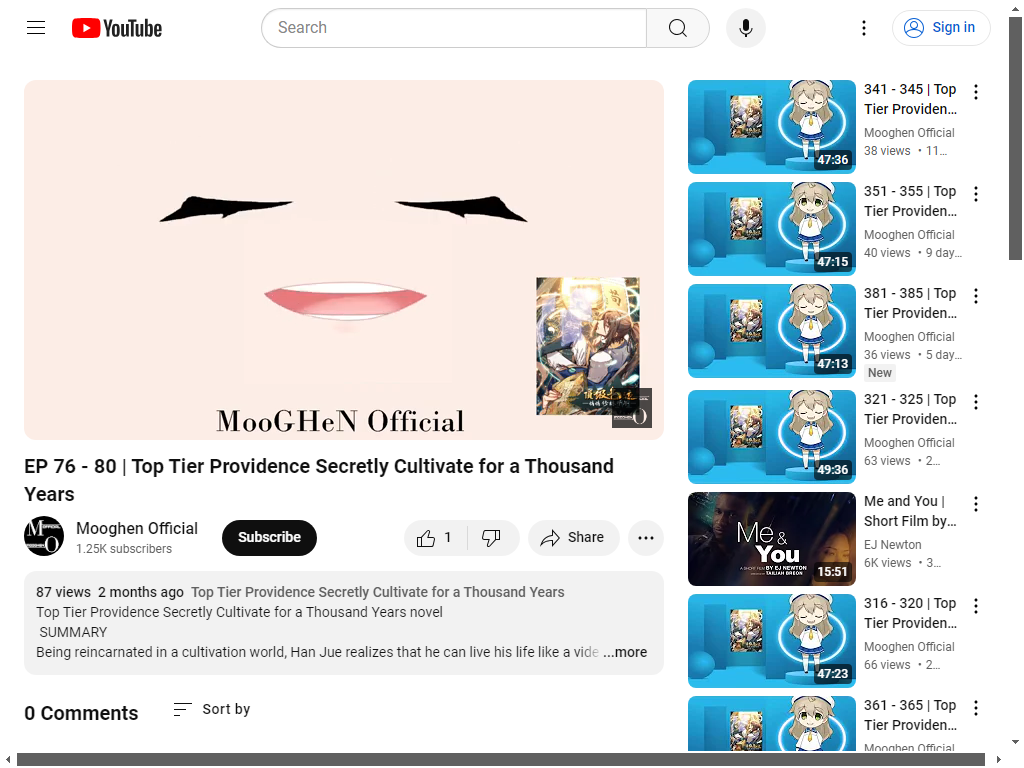 YouTube
Search
Sign in
MooGHeN Official
EP 76 - 80 | Top Tier Providence Secretly Cultivate for a Thousand
Years
Mooghen Official
1.25K subscribers
Subscribe
1
Share
87 views 2 months ago Top Tier Providence Secretly Cultivate for a Thousand Years
Top Tier Providence Secretly Cultivate for a Thousand Years novel
SUMMARY
Being reincarnated in a cultivation world, Han Jue realizes that he can live his life like a vide ...more
0 Comments
Sort by
47:36
341 - 345 | Top
Tier Providen...
Mooghen Official
38 views • 11...
47:15
351 - 355 | Top
Tier Providen...
Mooghen Official
40 views • 9 day...
47:13
381 - 385 | Top
Tier Providen...
Mooghen Official
36 views • 5 day...
New
49:36
321 - 325 | Top
Tier Providen...
Mooghen Official
63 views • 2...
Me &
You
A SHORT FILM BY EJ NEWTON
TAILIAH BREON
15:51
Me and You |
Short Film by...
EJ Newton
6K views • 3...
47:23
316 - 320 | Top
Tier Providen...
Mooghen Official
66 views • 2...
361 - 365 | Top
Tier Providen...
Mooghen Official